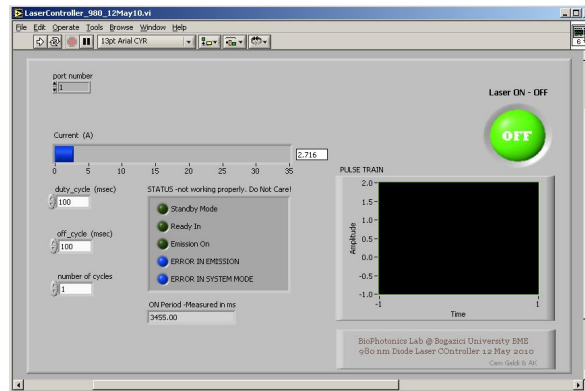 LaserController_980_12May10.vi
File Edit Operate Tools Browse Window Help
13pt Arial CYR
6
port number
1
Laser ON - OFF
OFF
Current (A)
2.716
0 5 10 15 20 25 30 35
duty_cycle (msec)
100
STATUS -not working properly. Do Not Care!
Standby Mode
Ready In
Emission On
ERROR IN EMISSION
ERROR IN SYSTEM MODE
off_cycle (msec)
100
number of cycles
1
ON Period -Measured in ms
3455.00
PULSE TRAIN
Amplitude
2.0
1.5
1.0
0.5
0.0
-0.5
-1.0
-1 1
Time
BioPhotonics Lab @ Bogazici University BME
980 nm Diode Laser COntroller 12 May 2010
Cem Geldi & AK